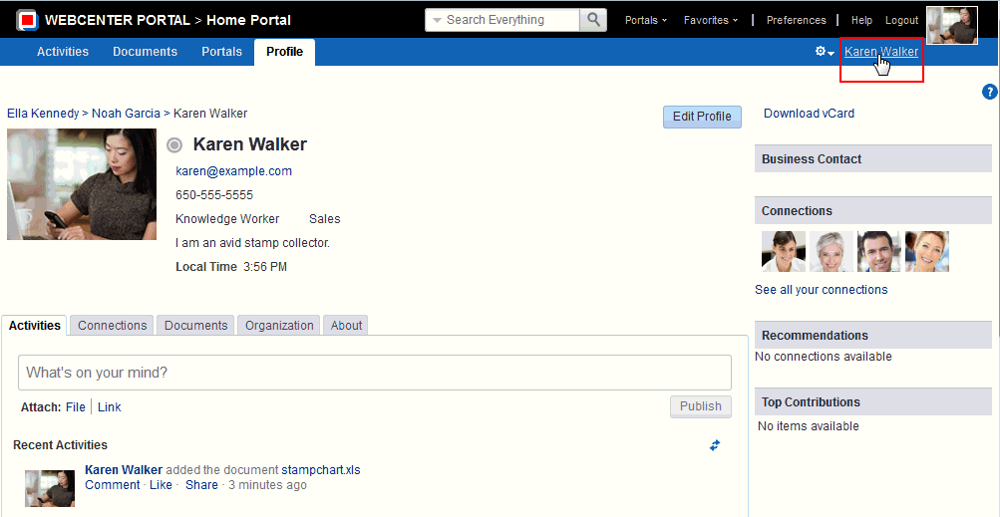 WEBCENTER PORTAL > Home Portal
Search Everything
Portals
Favorites
Preferences
Help
Logout
Activities
Documents
Portals
Profile
Karen Walker
?
Ella Kennedy > Noah Garcia > Karen Walker
Edit Profile
Download vCard
Karen Walker
karen@example.com
650-555-5555
Knowledge Worker Sales
I am an avid stamp collector.
Local Time 3:56 PM
Business Contact
Connections
See all your connections
Recommendations
No connections available
Top Contributions
No items available
Activities
Connections
Documents
Organization
About
What's on your mind?
Attach: File | Link
Publish
Recent Activities
Karen Walker added the document stampchart.xls
Comment · Like · Share · 3 minutes ago